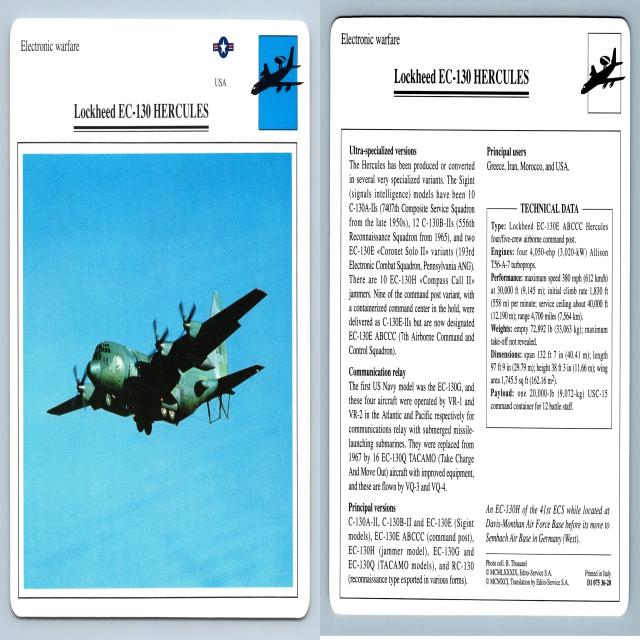 Electronic warfare
USA
Lockheed EC-130 HERCULES
Electronic warfare
Lockheed EC-130 HERCULES
Ultra-specialized versions
The Hercules has been produced or converted
in several very specialized variants. The Sigint
(signals intelligence) models have been 10
C-130A-IIs (7407th Composite Service Squadron
from the late 1950s), 12 C-130B-IIs (556th
Reconnaissance Squadron from 1965), and two
EC-130E «Coronet Solo II» variants (193rd
Electronic Combat Squadron, Pennsylvania ANG).
There are 10 EC-130H «Compass Call II»
jammers. Nine of the command post variant, with
a containerized command center in the hold, were
delivered as C-130E-IIs but are now designated
EC-130E ABCCC (7th Airborne Command and
Control Squadron).
Communication relay
The first US Navy model was the EC-130G, and
these four aircraft were operated by VR-1 and
VR-2 in the Atlantic and Pacific respectively for
communications relay with submerged missile-
launching submarines. They were replaced from
1967 by 16 EC-130Q TACAMO (Take Charge
And Move Out) aircraft with improved equipment,
and these are flown by VQ-3 and VQ-4.
Principal versions
C-130A-II, C-130B-II and EC-130E (Sigint
models), EC-130E ABCCC (command post),
EC-130H (jammer model), EC-130G and
EC-130Q (TACAMO models), and RC-130
(reconnaissance type exported in various forms).
Principal users
Greece, Iran, Morocco, and USA.
TECHNICAL DATA
Type: Lockheed EC-130E ABCCC Hercules
four/five-crew airborne command post.
Engines: four 4,050-ehp (3,020-kW) Allison
T56-A-7 turboprops.
Performance: maximum speed 380 mph (612 km/h)
at 30,000 ft (9,145 m); initial climb rate 1,830 ft
(558 m) per minute; service ceiling about 40,000 ft
(12,190 m); range 4,700 miles (7,564 km).
Weights: empty 72,892 lb (33,063 kg); maximum
take-off not revealed.
Dimensions: span 132 ft 7 in (40.41 m); length
97 ft 9 in (29.79 m); height 38 ft 3 in (11.66 m); wing
area 1,745.5 sq ft (162.16 m²).
Payload: one 20,000-lb (9,072-kg) USC-15
command container for 12 battle staff.
An EC-130H of the 41st ECS while located at
Davis-Monthan Air Force Base before its move to
Sembach Air Base in Germany (West).
Photo coll. B. Thouanel
© MCMLXXXIX, Edito-Service S.A.
© MCMXCI, Translation by Edito-Service S.A.
Printed in Italy
D1 075 36-20